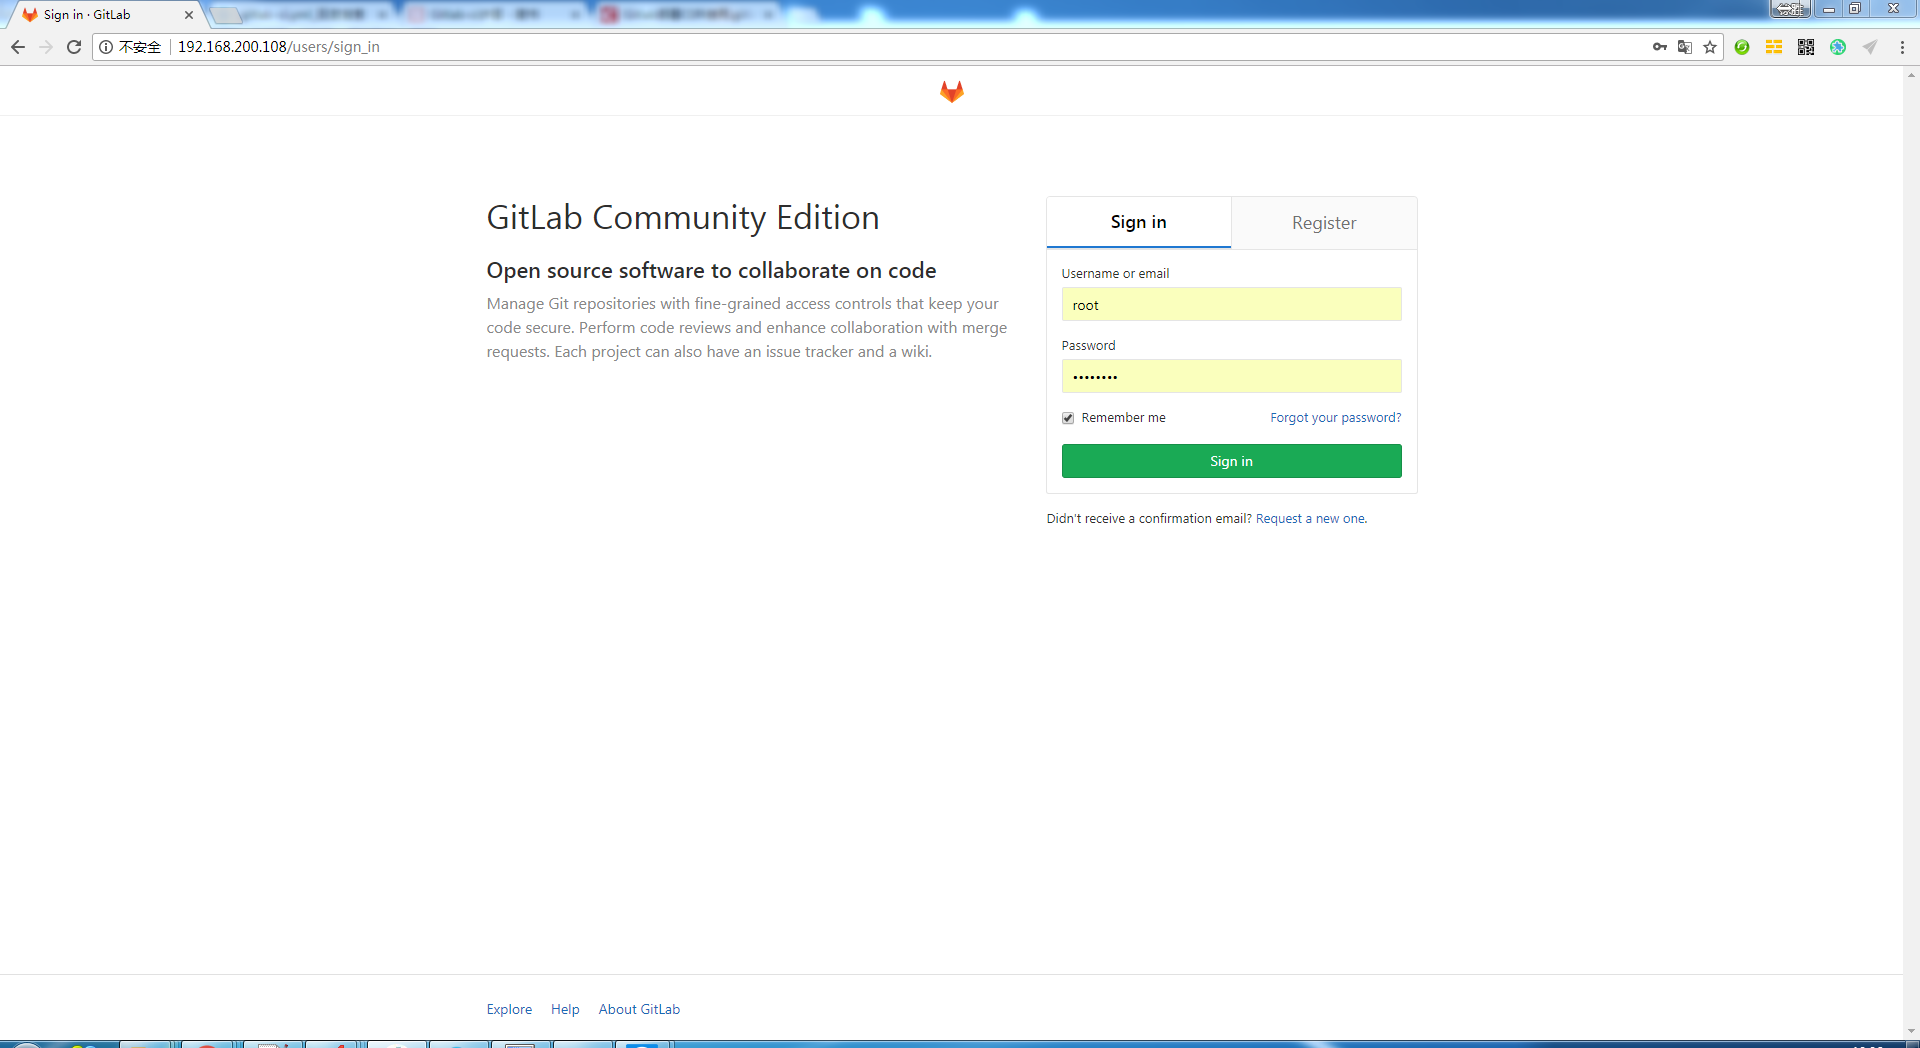 Sign in · GitLab
不安全
192.168.200.108/users/sign_in
GitLab Community Edition
Open source software to collaborate on code
Manage Git repositories with fine-grained access controls that keep your
code secure. Perform code reviews and enhance collaboration with merge
requests. Each project can also have an issue tracker and a wiki.
Sign in
Register
Username or email
root
Password
••••••••
Remember me
Forgot your password?
Sign in
Didn't receive a confirmation email? Request a new one.
Explore
Help
About GitLab